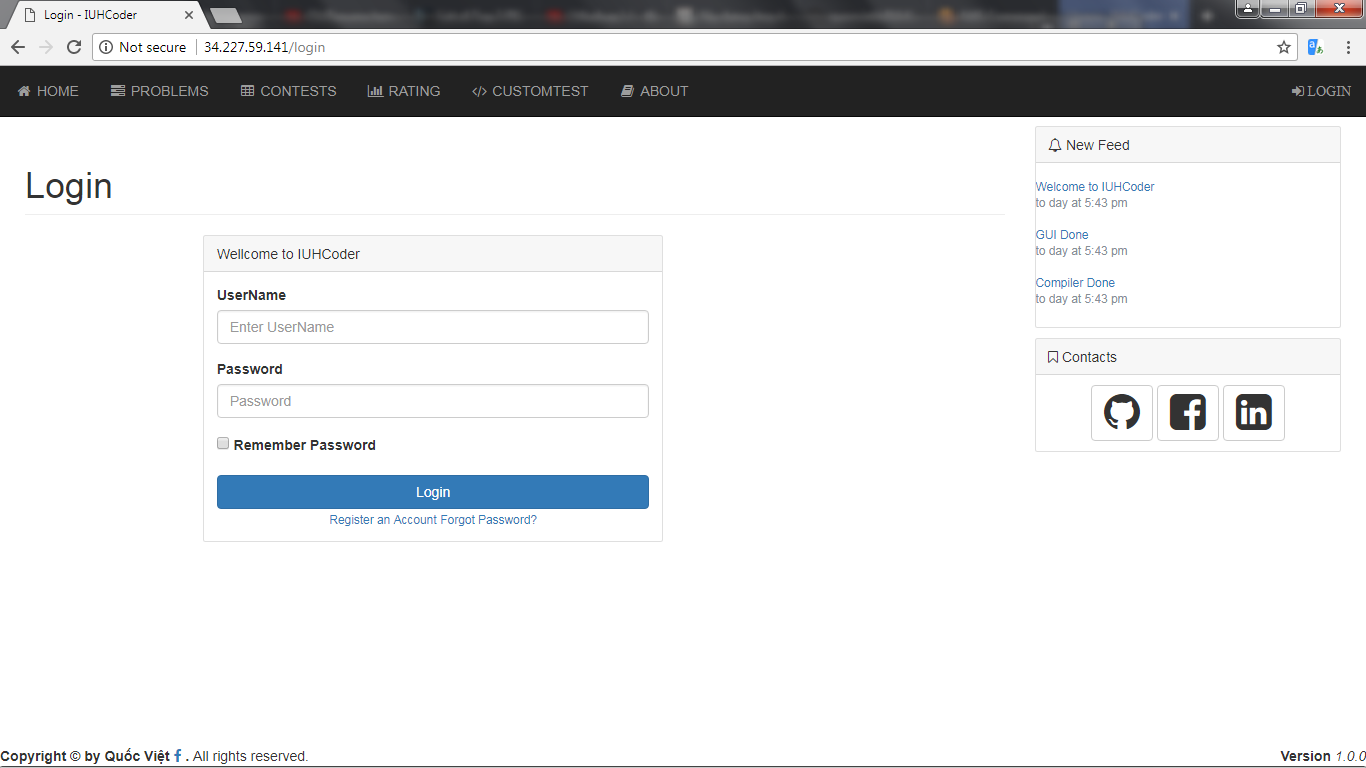 Login - IUHCoder
Not secure 34.227.59.141/login
HOME PROBLEMS CONTESTS RATING CUSTOMTEST ABOUT LOGIN
Login
Wellcome to IUHCoder
UserName
Enter UserName
Password
Password
Remember Password
Login
Register an Account Forgot Password?
New Feed
Welcome to IUHCoder
to day at 5:43 pm
GUI Done
to day at 5:43 pm
Compiler Done
to day at 5:43 pm
Contacts
Copyright © by Quốc Việt . All rights reserved.
Version 1.0.0